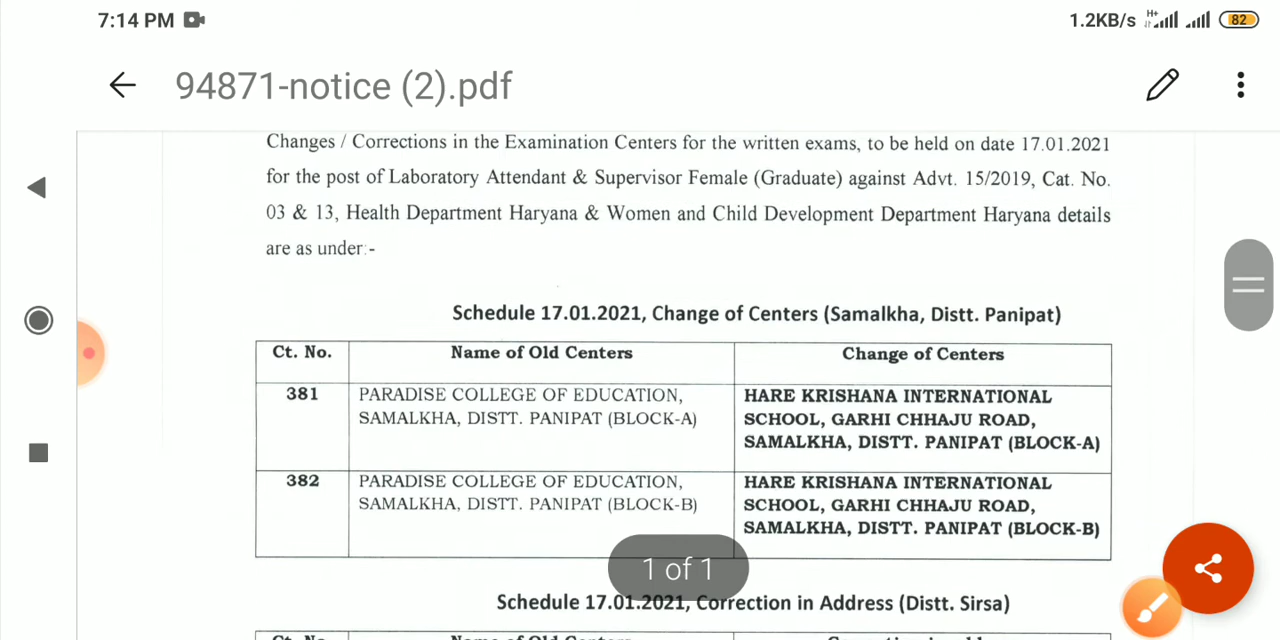 7:14 PM
1.2KB/s H+ 82
94871-notice (2).pdf
Changes / Corrections in the Examination Centers for the written exams, to be held on date 17.01.2021
for the post of Laboratory Attendant & Supervisor Female (Graduate) against Advt. 15/2019, Cat. No.
03 & 13, Health Department Haryana & Women and Child Development Department Haryana details
are as under:-
Schedule 17.01.2021, Change of Centers (Samalkha, Distt. Panipat)
Ct. No. Name of Old Centers Change of Centers
381 PARADISE COLLEGE OF EDUCATION, HARE KRISHANA INTERNATIONAL
SAMALKHA, DISTT. PANIPAT (BLOCK-A) SCHOOL, GARHI CHHAJU ROAD,
SAMALKHA, DISTT. PANIPAT (BLOCK-A)
382 PARADISE COLLEGE OF EDUCATION, HARE KRISHANA INTERNATIONAL
SAMALKHA, DISTT. PANIPAT (BLOCK-B) SCHOOL, GARHI CHHAJU ROAD,
SAMALKHA, DISTT. PANIPAT (BLOCK-B)
1 of 1
Schedule 17.01.2021, Correction in Address (Distt. Sirsa)
Ct. No. Name of Old Centers